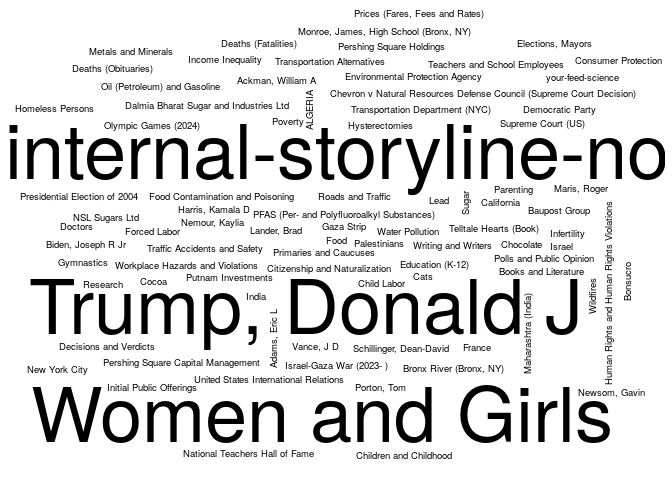 Prices (Fares, Fees and Rates)
Monroe, James, High School (Bronx, NY)
Deaths (Fatalities)
Pershing Square Holdings
Elections, Mayors
Metals and Minerals
Income Inequality
Transportation Alternatives
Teachers and School Employees
Consumer Protection
Deaths (Obituaries)
Ackman, William A
Environmental Protection Agency
your-feed-science
Oil (Petroleum) and Gasoline
Chevron v Natural Resources Defense Council (Supreme Court Decision)
Homeless Persons
Dalmia Bharat Sugar and Industries Ltd
ALGERIA
Transportation Department (NYC)
Democratic Party
Olympic Games (2024)
Poverty
Hysterectomies
Supreme Court (US)
internal-storyline-no
Presidential Election of 2004
Food Contamination and Poisoning
Roads and Traffic
Lead
Sugar
Parenting
Maris, Roger
California
NSL Sugars Ltd
Harris, Kamala D
PFAS (Per- and Polyfluoroalkyl Substances)
Baupost Group
Doctors
Nemour, Kaylia
Forced Labor
Lander, Brad
Gaza Strip
Water Pollution
Telltale Hearts (Book)
Infertility
Human Rights and Human Rights Violations
Biden, Joseph R Jr
Traffic Accidents and Safety
Food
Palestinians
Writing and Writers
Chocolate
Israel
Primaries and Caucuses
Polls and Public Opinion
Gymnastics
Workplace Hazards and Violations
Citizenship and Naturalization
Education (K-12)
Books and Literature
Bonsucro
Research
Cocoa
Putnam Investments
Child Labor
Cats
Wildfires
India
Trump, Donald J
Adams, Eric L
Maharashtra (India)
Decisions and Verdicts
Vance, J D
Schillinger, Dean-David
France
New York City
Pershing Square Capital Management
Israel-Gaza War (2023- )
Bronx River (Bronx, NY)
United States International Relations
Initial Public Offerings
Porton, Tom
Newsom, Gavin
Women and Girls
National Teachers Hall of Fame
Children and Childhood